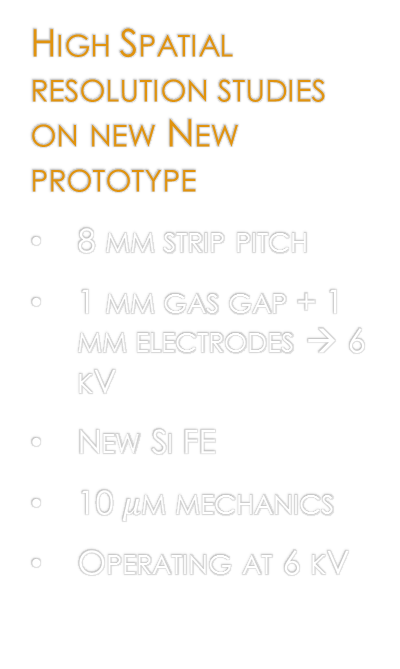 High Spatial
resolution studies
on new New
prototype
• 8 mm strip pitch
• 1 mm gas gap + 1
mm electrodes → 6
kV
• New Si FE
• 10 μm mechanics
• Operating at 6 kV